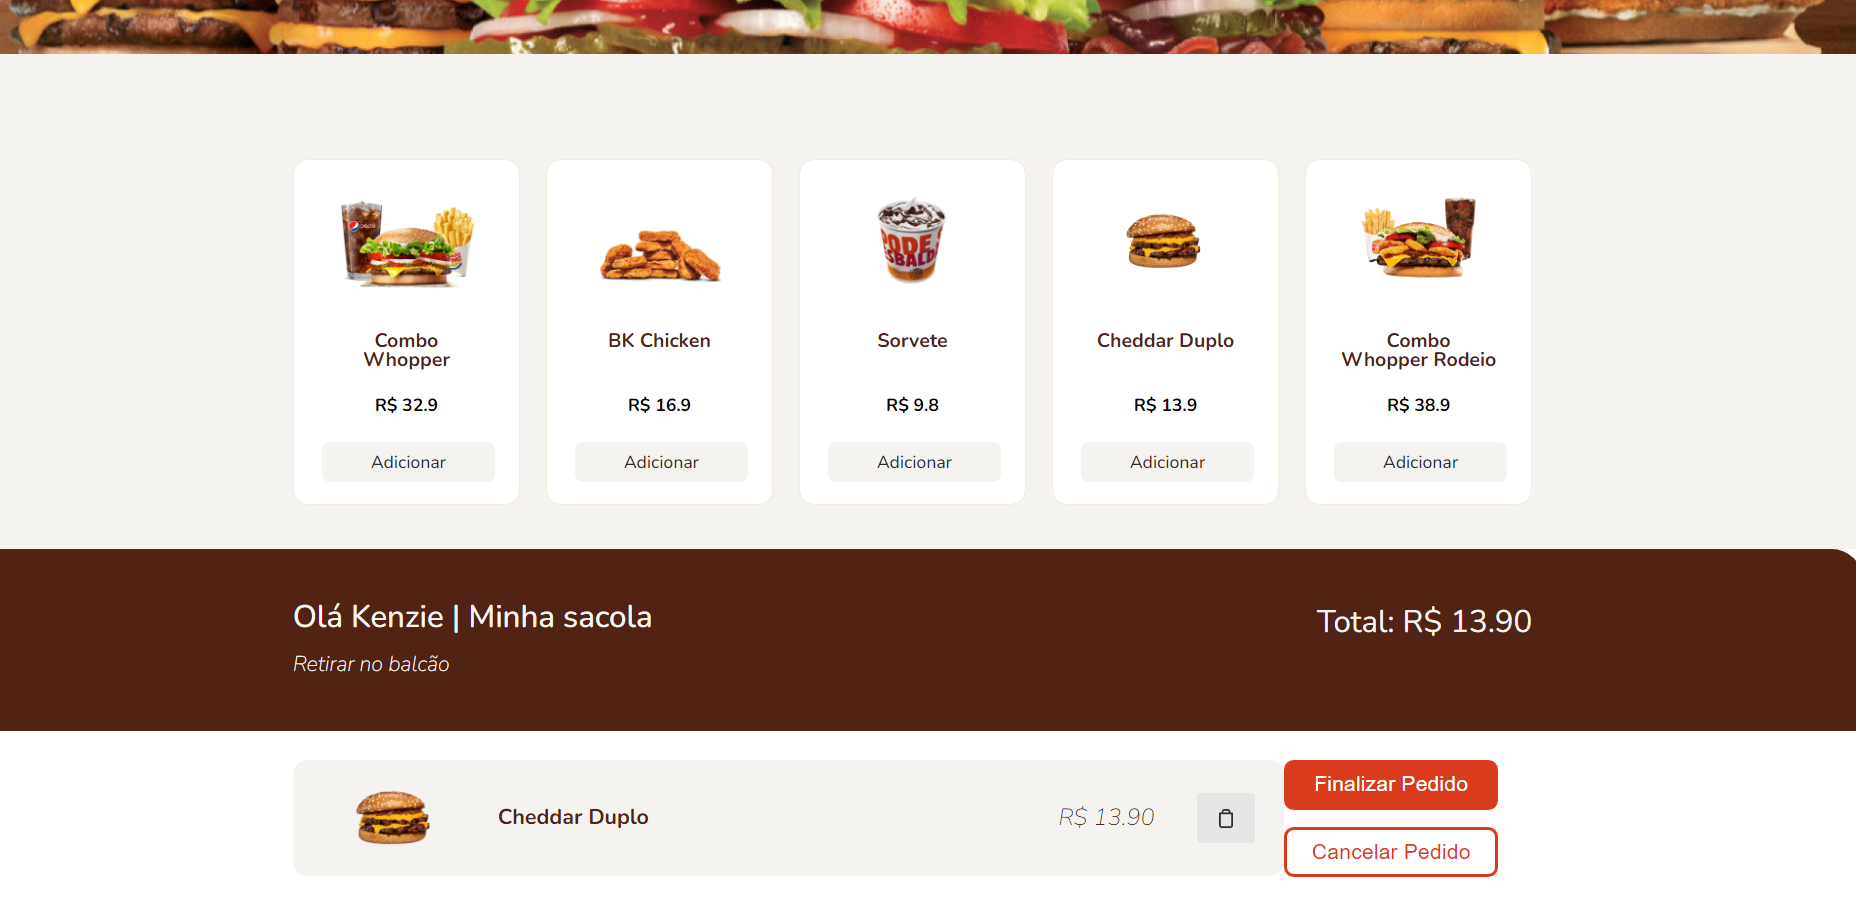 Combo
Whopper
R$ 32.9
Adicionar
BK Chicken
R$ 16.9
Adicionar
PODE
Sorvete
R$ 9.8
Adicionar
Cheddar Duplo
R$ 13.9
Adicionar
Combo
Whopper Rodeio
R$ 38.9
Adicionar
Olá Kenzie | Minha sacola
Retirar no balcão
Total: R$ 13.90
Cheddar Duplo
R$ 13.90
Finalizar Pedido
Cancelar Pedido